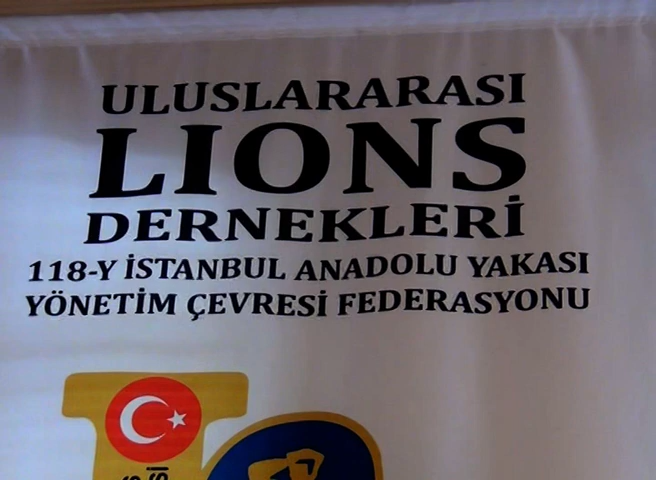 ULUSLARARASI
LIONS
DERNEKLERİ
118-Y İSTANBUL ANADOLU YAKASI
YÖNETİM ÇEVRESİ FEDERASYONU